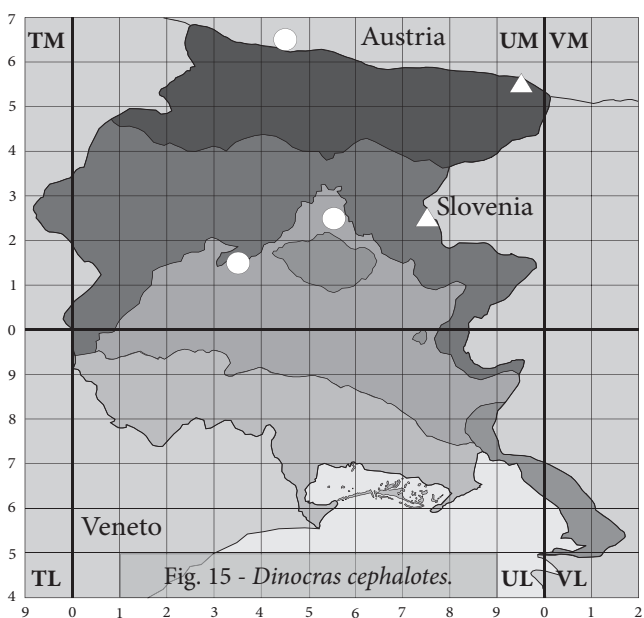 7
TM Austria UM VM
6
5
4
3
Slovenia
2
1
0
9
8
7
6
Veneto
5
TL Fig. 15 - Dinocras cephalotes. UL VL
4
9 0 1 2 3 4 5 6 7 8 9 0 1 2